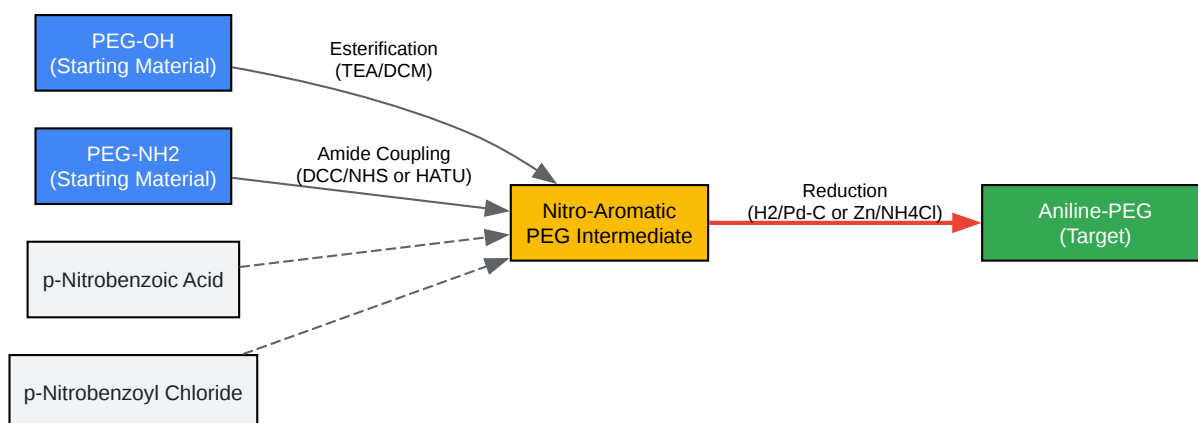 PEG-OH
(Starting Material)
Esterification
(TEA/DCM)
PEG-NH2
(Starting Material)
Amide Coupling
(DCC/NHS or HATU)
Nitro-Aromatic
PEG Intermediate
Reduction
(H2/Pd-C or Zn/NH4Cl)
Aniline-PEG
(Target)
p-Nitrobenzoic Acid
p-Nitrobenzoyl Chloride